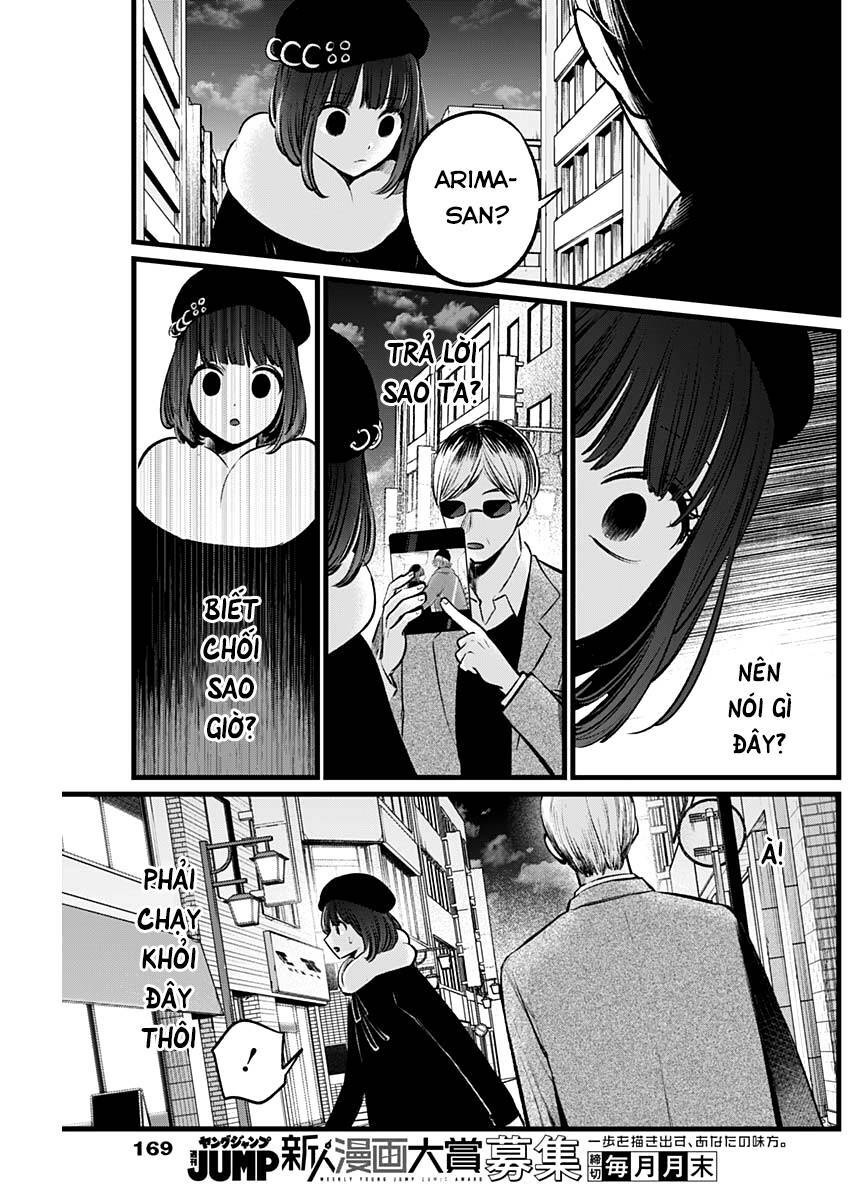 ARIMA-
SAN?
NÊN
NÓI GÌ
ĐÂY?
TRẢ LỜI
SAO TA?
BIẾT
CHỐI
SAO
GIỜ?
À!
PHẢI
CHẠY
KHỎI
ĐÂY
THÔI
!
169
ヤングジャンプ
週刊 JUMP 新人漫画大賞 募集
WEEKLY YOUNG JUMP COMIC AWARD
一歩を描き出す、あなたの味方。
締切 毎月月末